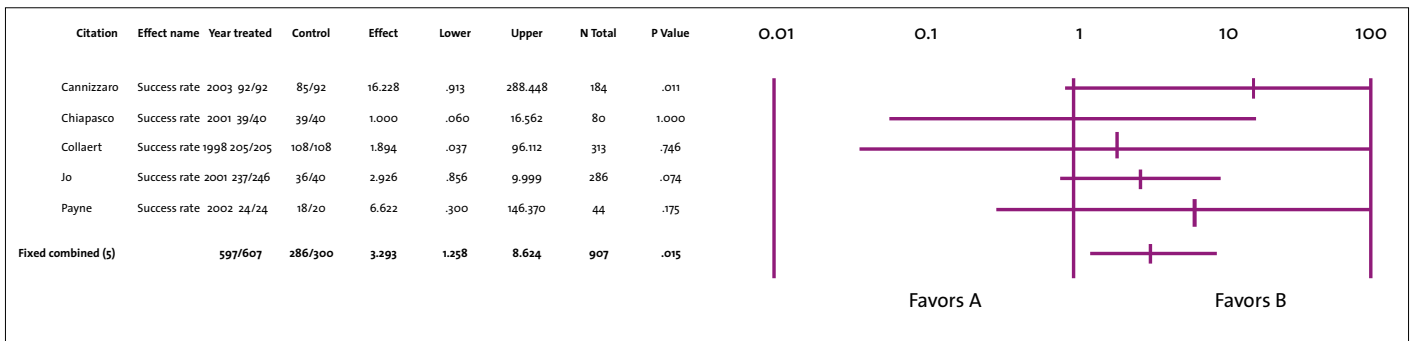 Citation Effect name Year treated Control Effect Lower Upper N Total P Value 0.01 0.1 1 10 100
Cannizzaro Success rate 2003 92/92 85/92 16.228 .913 288.448 184 .011
Chiapasco Success rate 2001 39/40 39/40 1.000 .060 16.562 80 1.000
Collaert Success rate 1998 205/205 108/108 1.894 .037 96.112 313 .746
Jo Success rate 2001 237/246 36/40 2.926 .856 9.999 286 .074
Payne Success rate 2002 24/24 18/20 6.622 .300 146.370 44 .175
Fixed combined (5) 597/607 286/300 3.293 1.258 8.624 907 .015
Favors A Favors B